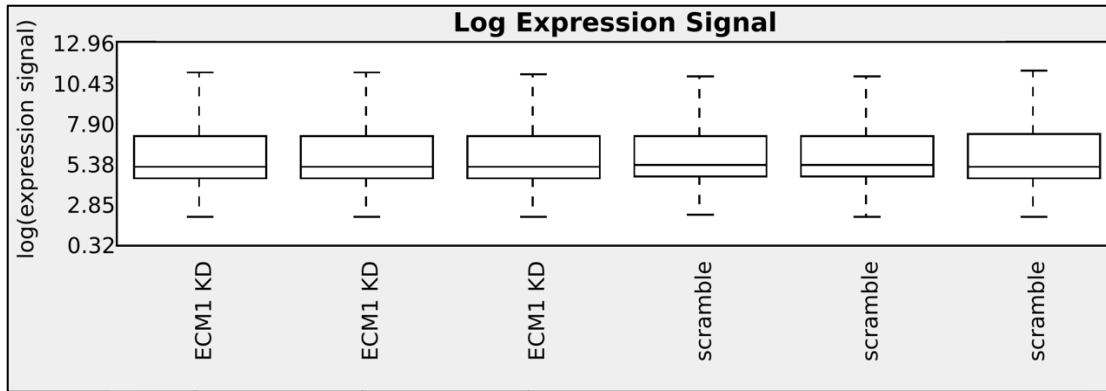 Log Expression Signal
log(expression signal)
12.96
10.43
7.90
5.38
2.85
0.32
ECM1 KD
ECM1 KD
ECM1 KD
scramble
scramble
scramble